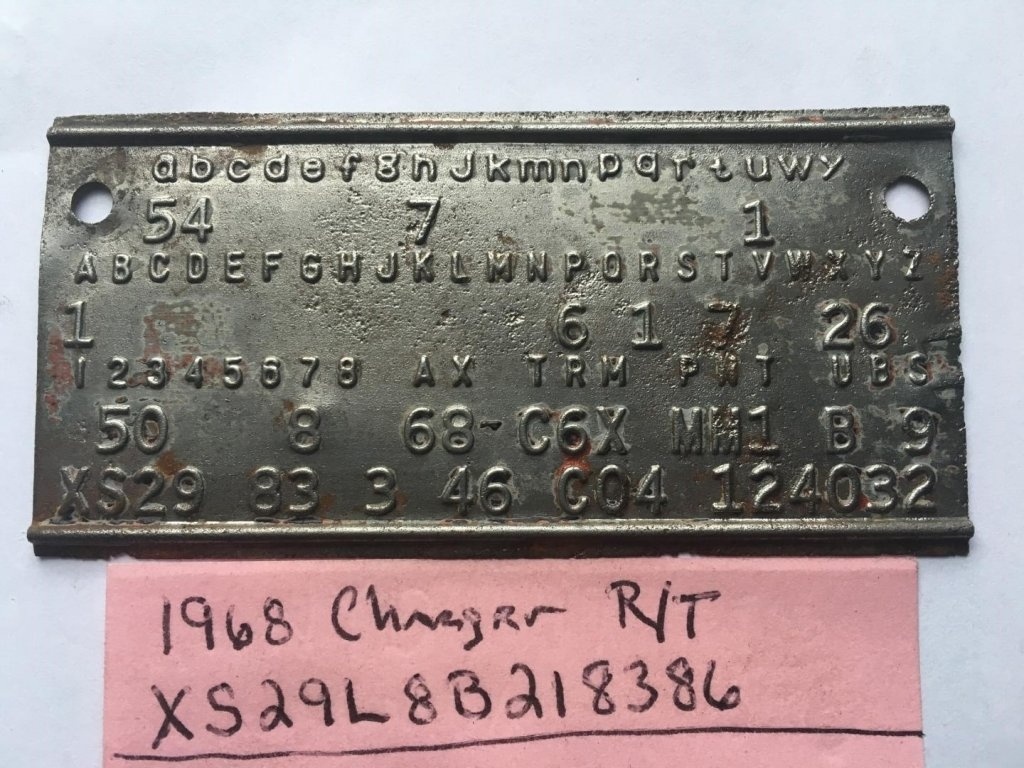 abcdefghJkmnpqrtuwy
54 7 1
ABCDEFGHJKLMNPQRSTVWXYZ
1 6 1 7 26
12345678 AX TRM PNT UBS
50 8 68- C6X MM1 B 9
XS29 83 3 46 C04 124032
1968 Charger R/T
XS29L8B218386